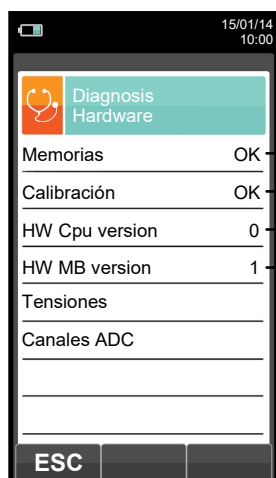 15/01/14
10:00
Diagnosis
Hardware
Memorias OK
Calibración OK
HW Cpu version 0
HW MB version 1
Tensiones
Canales ADC
ESC